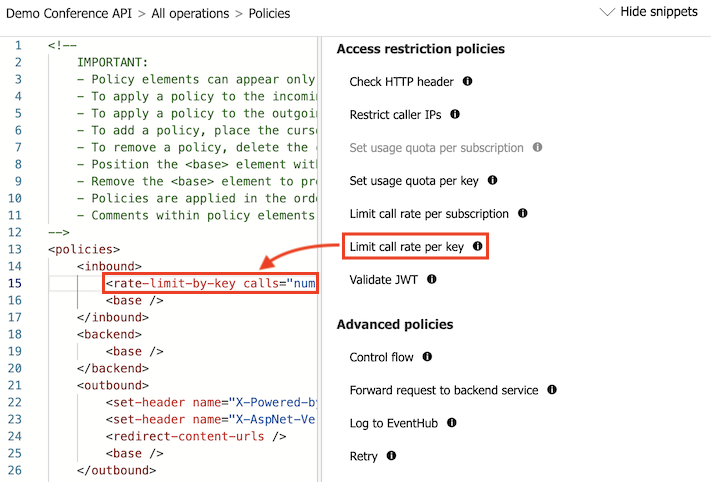 Demo Conference API > All operations > Policies
Hide snippets
1 <!--
2 IMPORTANT:
3 - Policy elements can appear only
4 - To apply a policy to the incomin
5 - To apply a policy to the outgoin
6 - To add a policy, place the curso
7 - To remove a policy, delete the
8 - Position the <base> element with
9 - Remove the <base> element to pre
10 - Policies are applied in the orde
11 - Comments within policy elements
12 -->
13 <policies>
14 <inbound>
15 <rate-limit-by-key calls="num
16 <base />
17 </inbound>
18 <backend>
19 <base />
20 </backend>
21 <outbound>
22 <set-header name="X-Powered-by
23 <set-header name="X-AspNet-Ve
24 <redirect-content-urls />
25 <base />
26 </outbound>
Access restriction policies
Check HTTP header
Restrict caller IPs
Set usage quota per subscription
Set usage quota per key
Limit call rate per subscription
Limit call rate per key
Validate JWT
Advanced policies
Control flow
Forward request to backend service
Log to EventHub
Retry